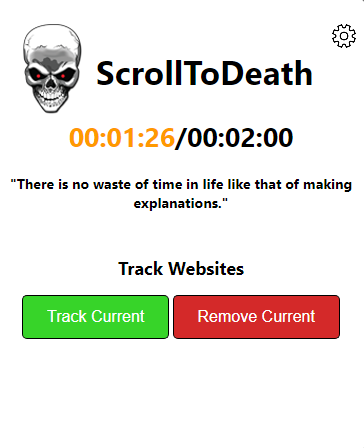 ScrollToDeath
00:01:26/00:02:00
"There is no waste of time in life like that of making
explanations."
Track Websites
Track Current Remove Current